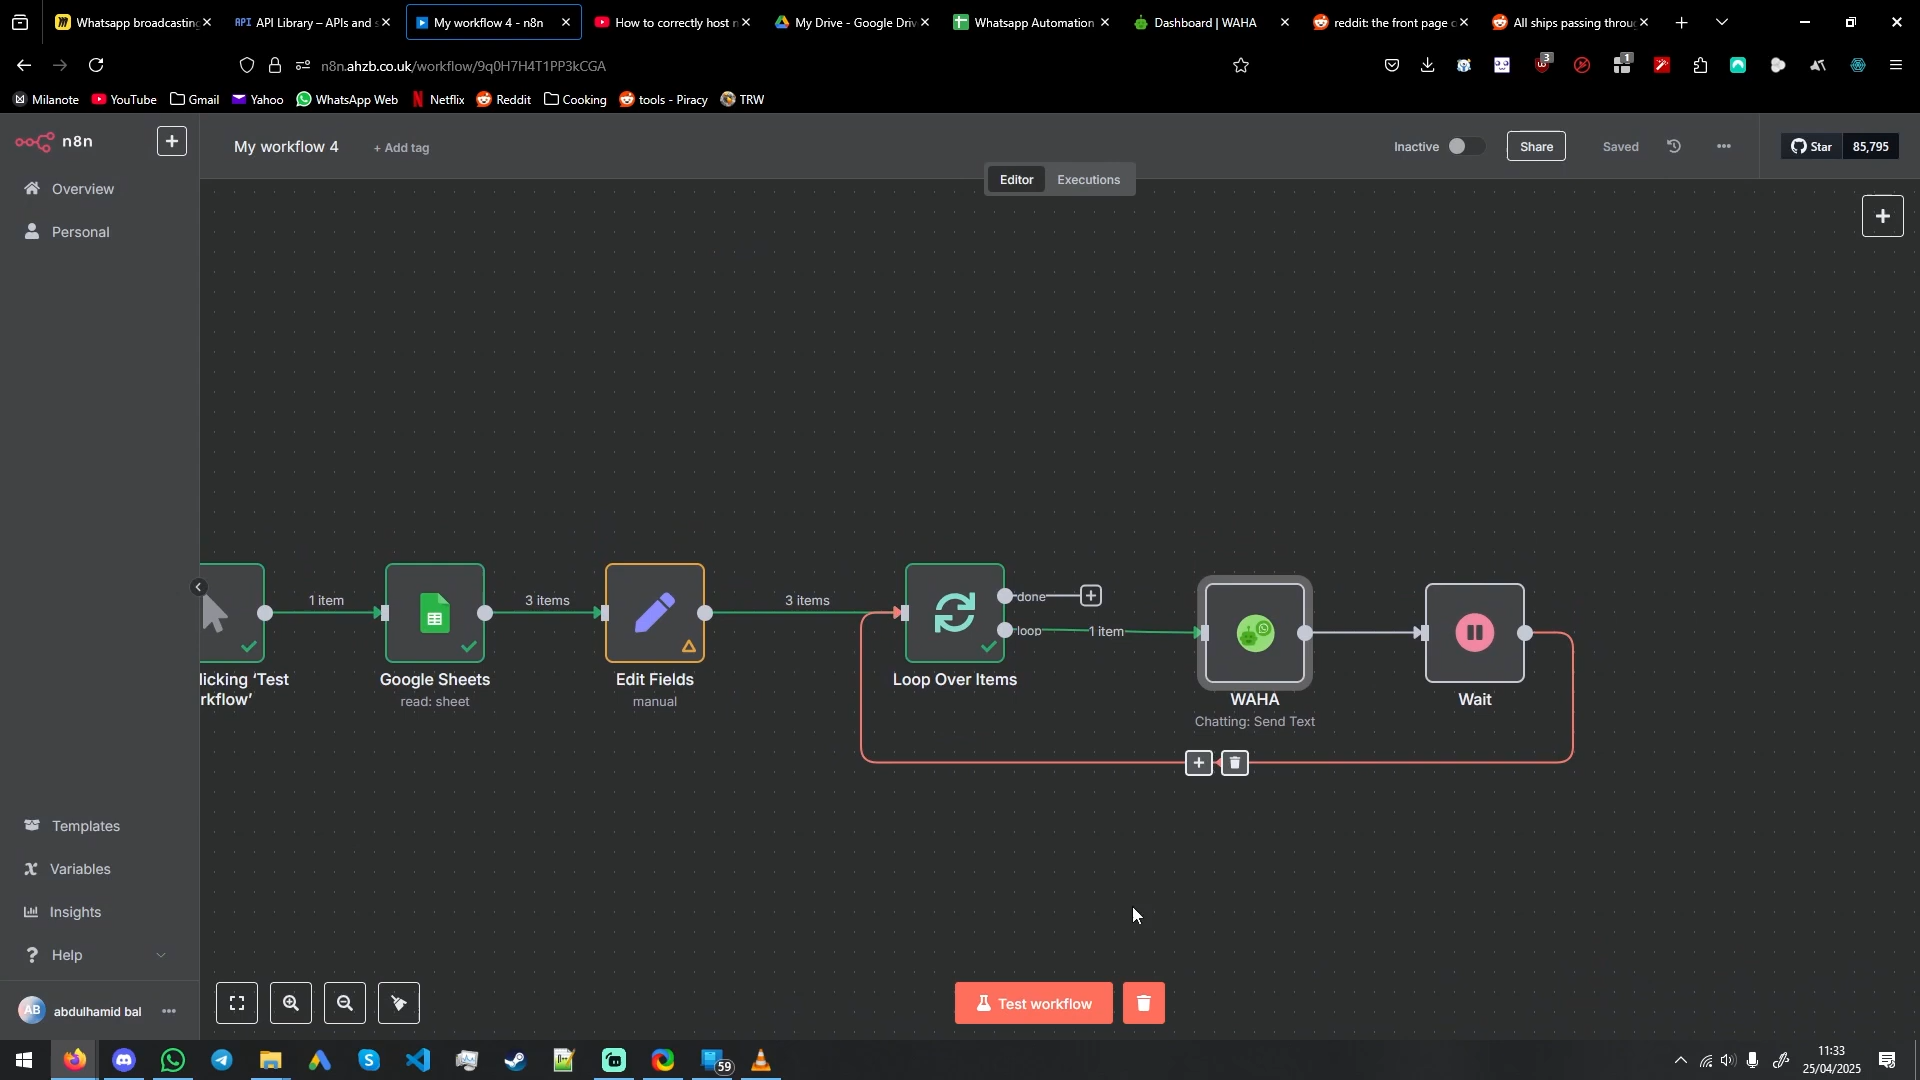 Whatsapp broadcasting
API API Library – APIs and s
My workflow 4 - n8n
How to correctly host n
My Drive - Google Driv
Whatsapp Automation
Dashboard | WAHA
reddit: the front page o
All ships passing throu
n8n.ahzb.co.uk/workflow/9q0H7H4T1PP3kCGA
3
1
Milanote
YouTube
Gmail
Yahoo
WhatsApp Web
Netflix
Reddit
Cooking
tools - Piracy
TRW
n8n
My workflow 4
+ Add tag
Inactive
Share
Saved
Star
85,795
Editor
Executions
Overview
Personal
1 item
3 items
3 items
done
loop
1 item
licking ‘Test
rkflow’
Google Sheets
read: sheet
Edit Fields
manual
Loop Over Items
WAHA
Chatting: Send Text
Wait
Templates
Variables
Insights
Help
AB
abdulhamid bal
Test workflow
59
11:33
25/04/2025